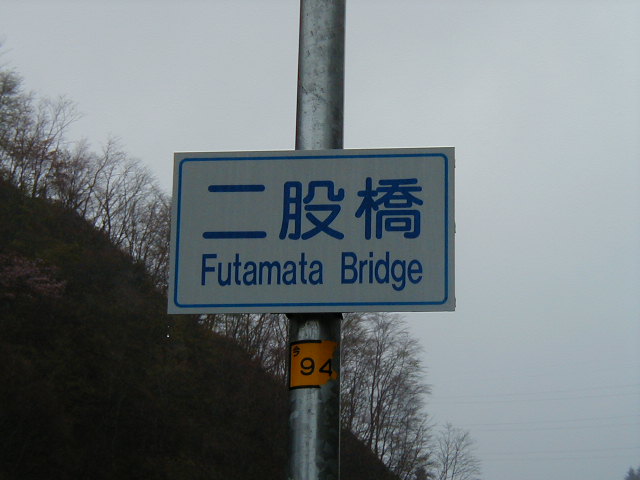 二股橋
Futamata Bridge
94